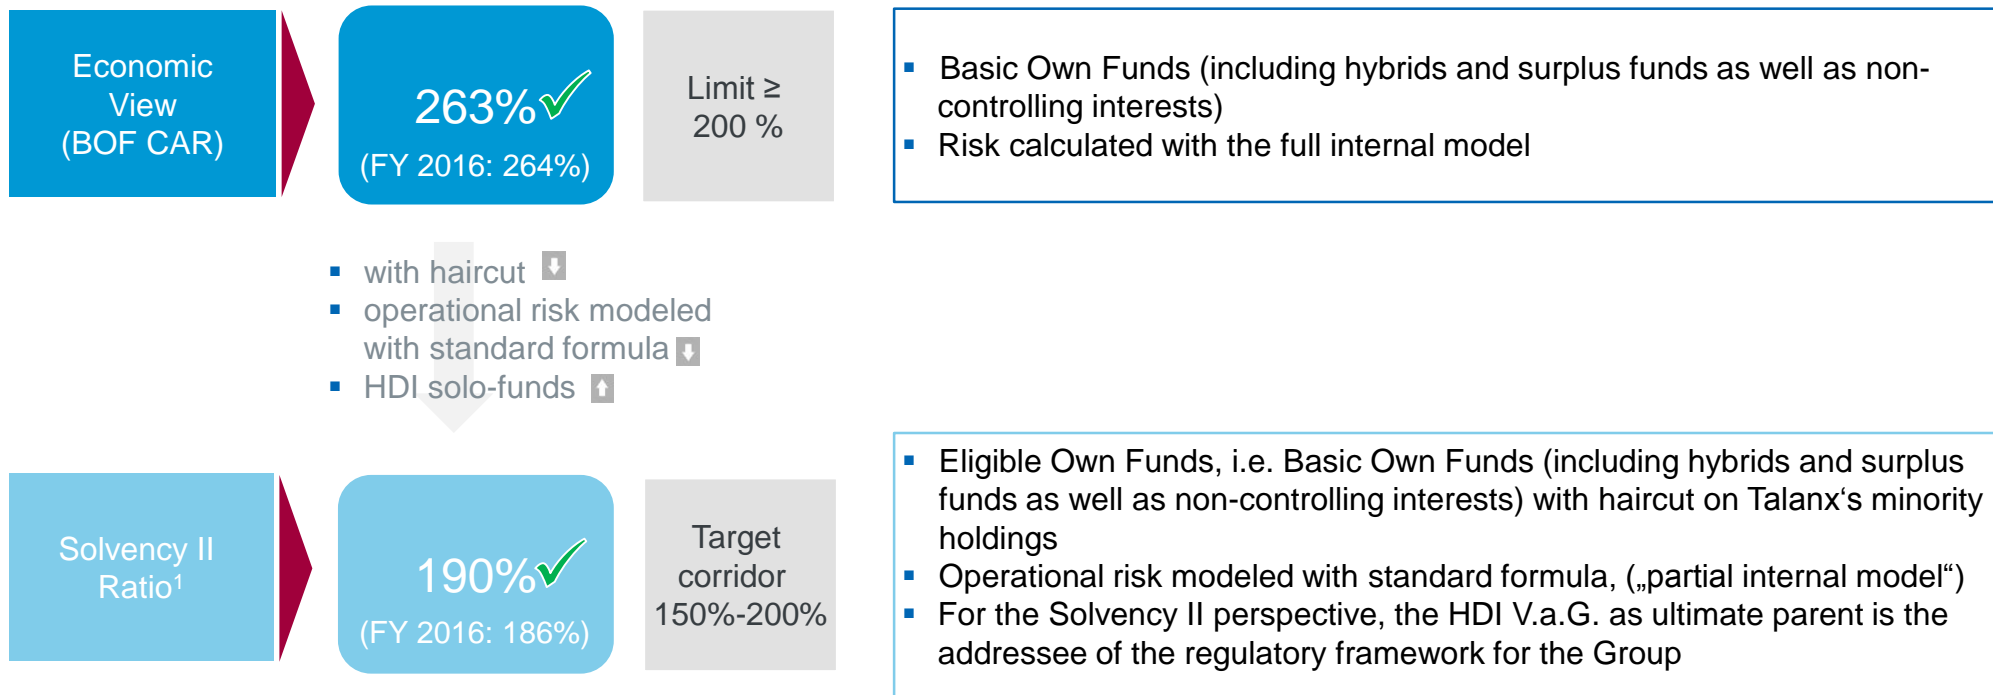 Economic
View
(BOF CAR)
263%
(FY 2016: 264%)
Limit ≥
200 %
▪ Basic Own Funds (including hybrids and surplus funds as well as non-
controlling interests)
▪ Risk calculated with the full internal model
▪ with haircut
▪ operational risk modeled
with standard formula
▪ HDI solo-funds
Solvency II
Ratio¹
190%
(FY 2016: 186%)
Target
corridor
150%-200%
▪ Eligible Own Funds, i.e. Basic Own Funds (including hybrids and surplus
funds as well as non-controlling interests) with haircut on Talanx‘s minority
holdings
▪ Operational risk modeled with standard formula, („partial internal model“)
▪ For the Solvency II perspective, the HDI V.a.G. as ultimate parent is the
addressee of the regulatory framework for the Group